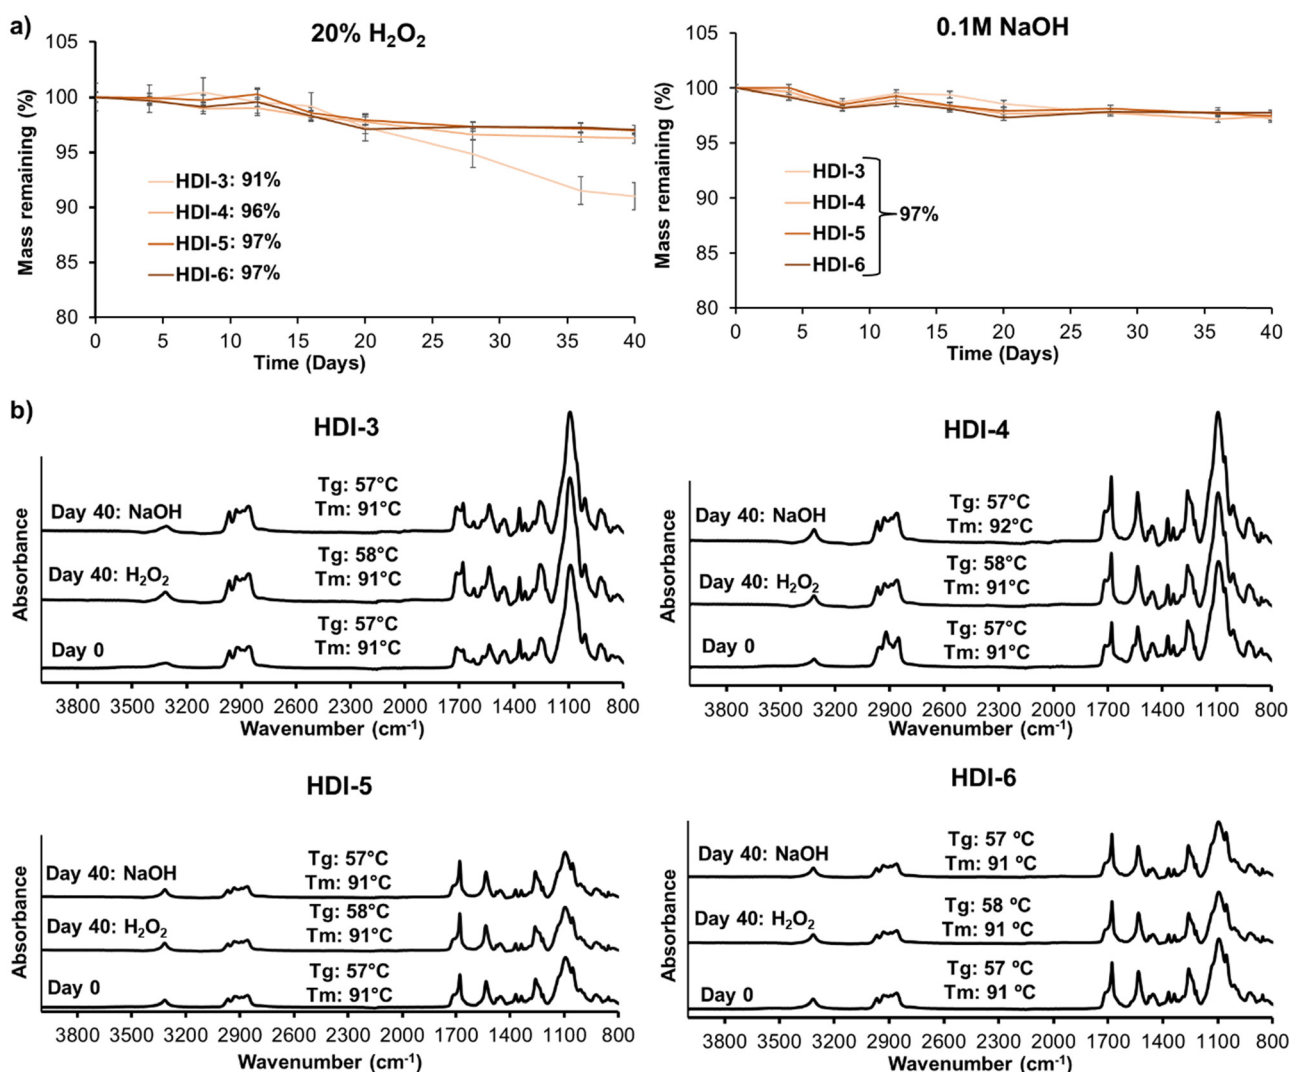 a)
20% H₂O₂
105
100
95
90
85
80
Mass remaining (%)
HDI-3: 91%
HDI-4: 96%
HDI-5: 97%
HDI-6: 97%
0 5 10 15 20 25 30 35 40
Time (Days)
0.1M NaOH
105
100
95
90
85
80
Mass remaining (%)
HDI-3
HDI-4
HDI-5
HDI-6
97%
0 5 10 15 20 25 30 35 40
Time (Days)
b)
HDI-3
Absorbance
Day 40: NaOH
Tg: 57°C
Tm: 91°C
Day 40: H₂O₂
Tg: 58°C
Tm: 91°C
Day 0
Tg: 57°C
Tm: 91°C
3800 3500 3200 2900 2600 2300 2000 1700 1400 1100 800
Wavenumber (cm⁻¹)
HDI-4
Absorbance
Day 40: NaOH
Tg: 57°C
Tm: 92°C
Day 40: H₂O₂
Tg: 58°C
Tm: 91°C
Day 0
Tg: 57°C
Tm: 91°C
3800 3500 3200 2900 2600 2300 2000 1700 1400 1100 800
Wavenumber (cm⁻¹)
HDI-5
Absorbance
Day 40: NaOH
Tg: 57°C
Tm: 91°C
Day 40: H₂O₂
Tg: 58°C
Tm: 91°C
Day 0
Tg: 57°C
Tm: 91°C
3800 3500 3200 2900 2600 2300 2000 1700 1400 1100 800
Wavenumber (cm⁻¹)
HDI-6
Absorbance
Day 40: NaOH
Tg: 57 ºC
Tm: 91 ºC
Day 40: H₂O₂
Tg: 58 ºC
Tm: 91 ºC
Day 0
Tg: 57 ºC
Tm: 91 ºC
3800 3500 3200 2900 2600 2300 2000 1700 1400 1100 800
Wavenumber (cm⁻¹)